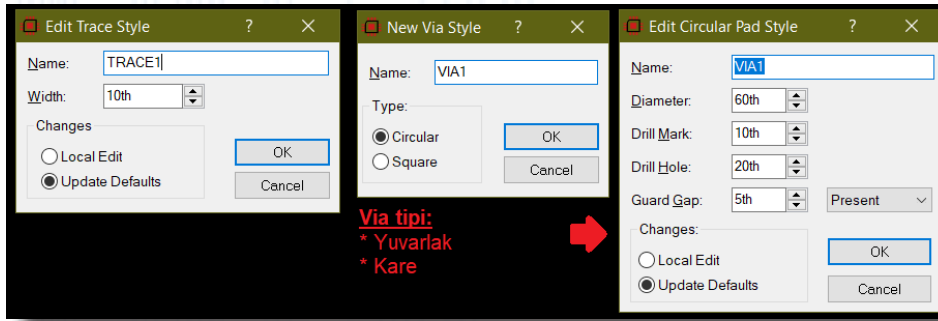 Edit Trace Style ? ×
Name: TRACE1
Width: 10th
Changes
Local Edit
Update Defaults
OK
Cancel
New Via Style ? ×
Name: VIA1
Type:
Circular
Square
OK
Cancel
Via tipi:
* Yuvarlak
* Kare
Edit Circular Pad Style ? ×
Name: VIA1
Diameter: 60th
Drill Mark: 10th
Drill Hole: 20th
Guard Gap: 5th Present
Changes:
Local Edit
Update Defaults
OK
Cancel